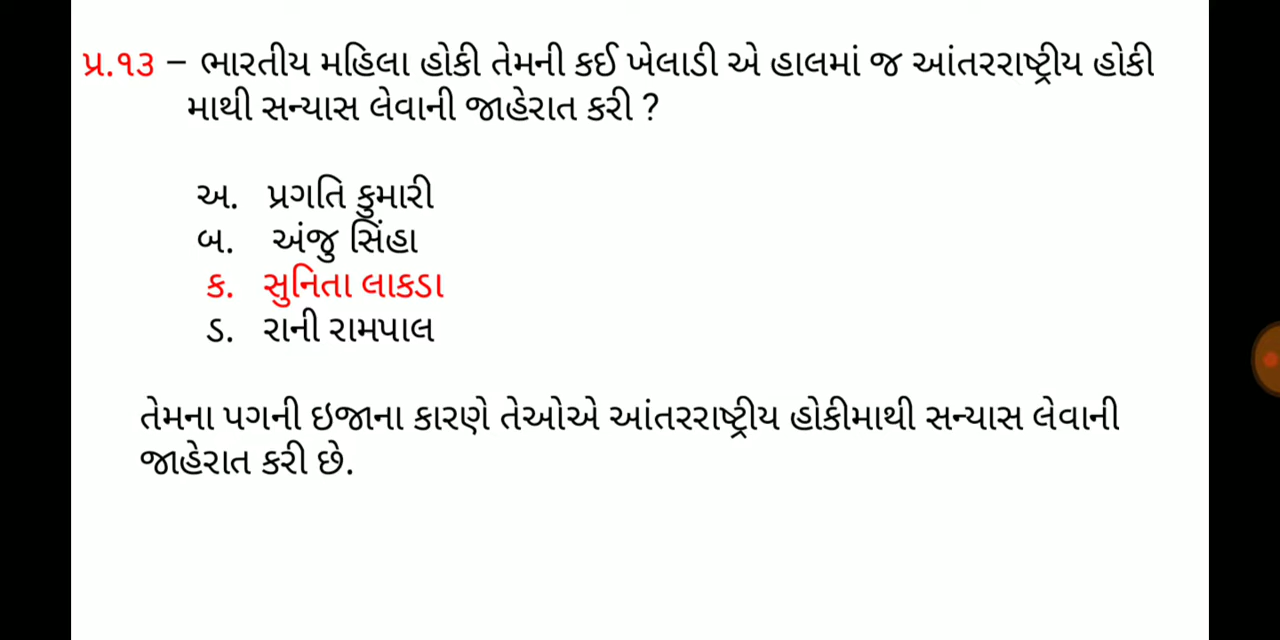 પ્ર.૧૩ – ભારતીય મહિલા હોકી તેમની કઈ ખેલાડી એ હાલમાં જ આંતરરાષ્ટ્રીય હોકી
માથી સન્યાસ લેવાની જાહેરાત કરી ?
અ. પ્રગતિ કુમારી
બ. અંજુ સિંહા
ક. સુનિતા લાકડા
ડ. રાની રામપાલ
તેમના પગની ઇજાના કારણે તેઓએ આંતરરાષ્ટ્રીય હોકીમાથી સન્યાસ લેવાની
જાહેરાત કરી છે.